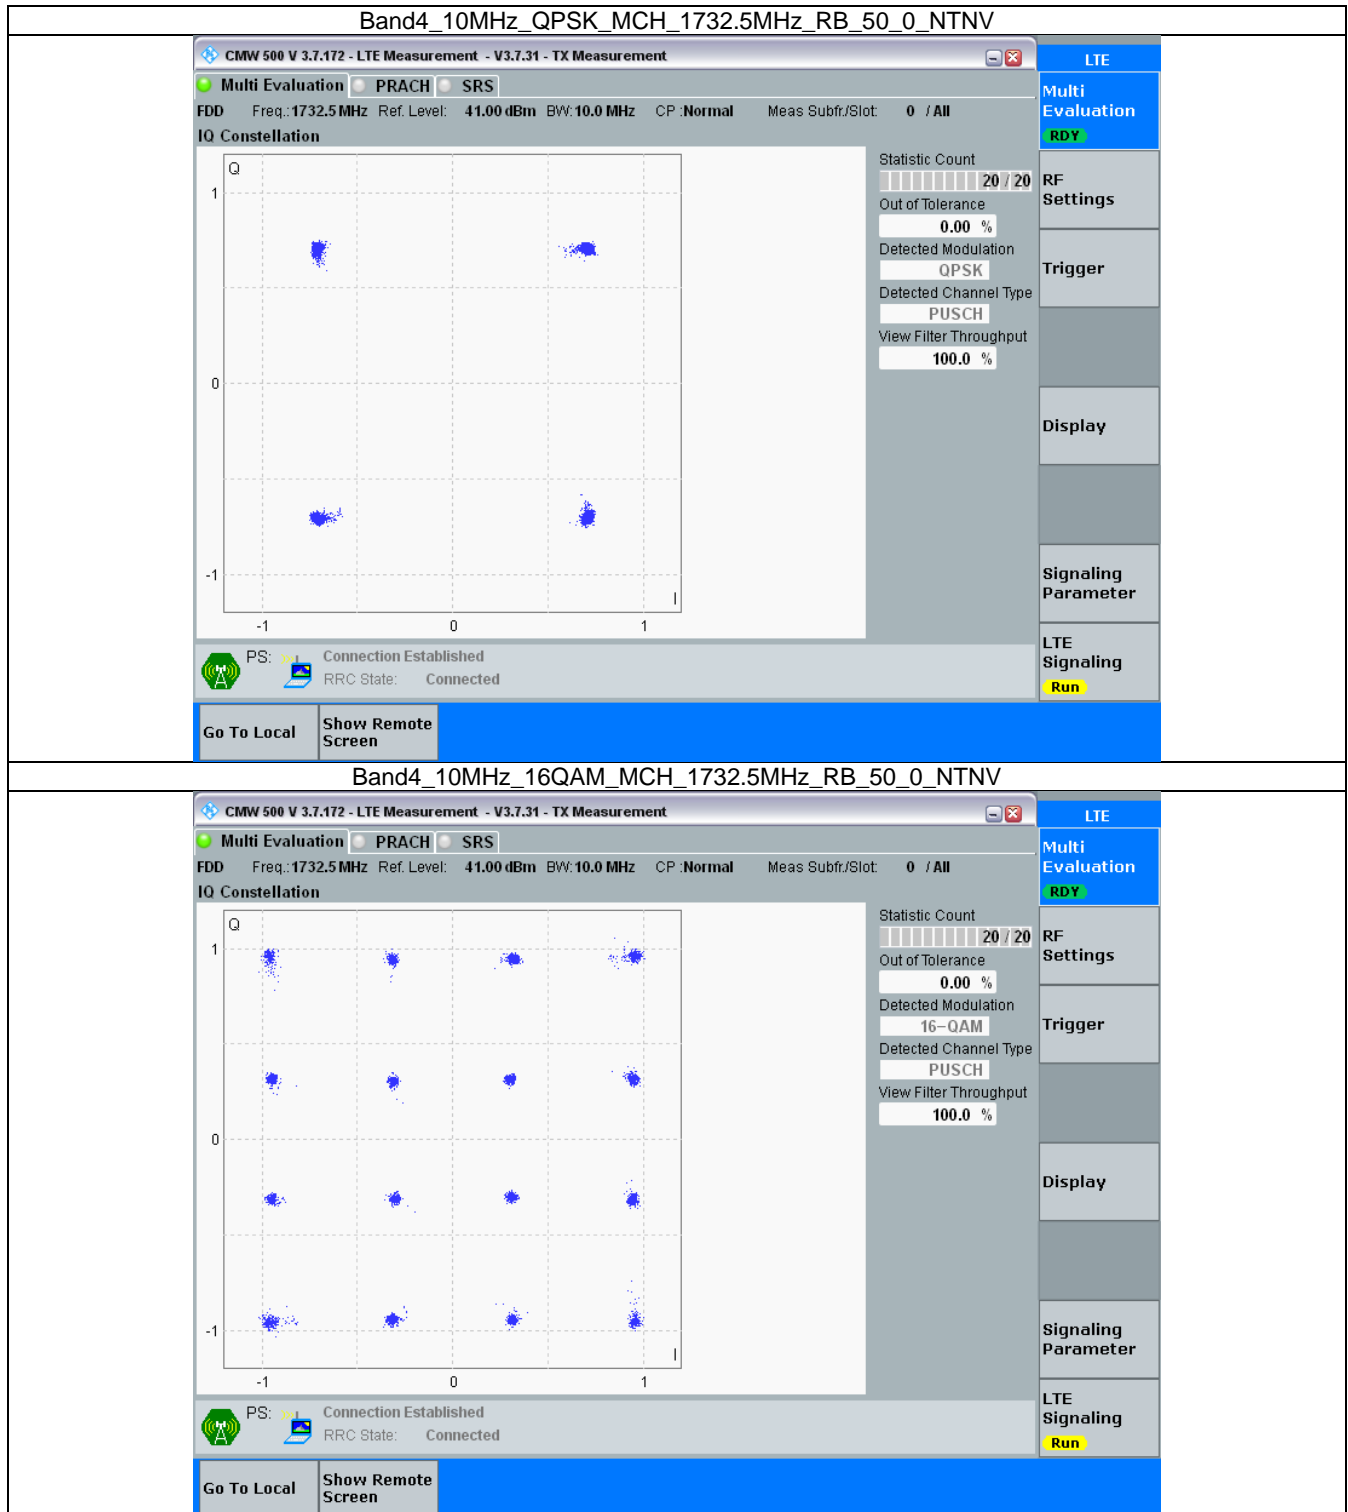 Band4_10MHz_QPSK_MCH_1732.5MHz_RB_50_0_NTNV
CMW 500 V 3.7.172 - LTE Measurement - V3.7.31 - TX Measurement
LTE
Multi Evaluation PRACH SRS
FDD Freq.:1732.5 MHz Ref. Level: 41.00 dBm BW:10.0 MHz CP :Normal Meas Subfr./Slot: 0 / All
IQ Constellation
Q
1
0
-1
I
-1 0 1
Statistic Count
20 / 20
Out of Tolerance
0.00 %
Detected Modulation
QPSK
Detected Channel Type
PUSCH
View Filter Throughput
100.0 %
Multi
Evaluation
RDY
RF
Settings
Trigger
Display
Signaling
Parameter
LTE
Signaling
Run
PS:
Connection Established
RRC State: Connected
Go To Local
Show Remote
Screen
Band4_10MHz_16QAM_MCH_1732.5MHz_RB_50_0_NTNV
CMW 500 V 3.7.172 - LTE Measurement - V3.7.31 - TX Measurement
LTE
Multi Evaluation PRACH SRS
FDD Freq.:1732.5 MHz Ref. Level: 41.00 dBm BW:10.0 MHz CP :Normal Meas Subfr./Slot: 0 / All
IQ Constellation
Q
1
0
-1
I
-1 0 1
Statistic Count
20 / 20
Out of Tolerance
0.00 %
Detected Modulation
16-QAM
Detected Channel Type
PUSCH
View Filter Throughput
100.0 %
Multi
Evaluation
RDY
RF
Settings
Trigger
Display
Signaling
Parameter
LTE
Signaling
Run
PS:
Connection Established
RRC State: Connected
Go To Local
Show Remote
Screen